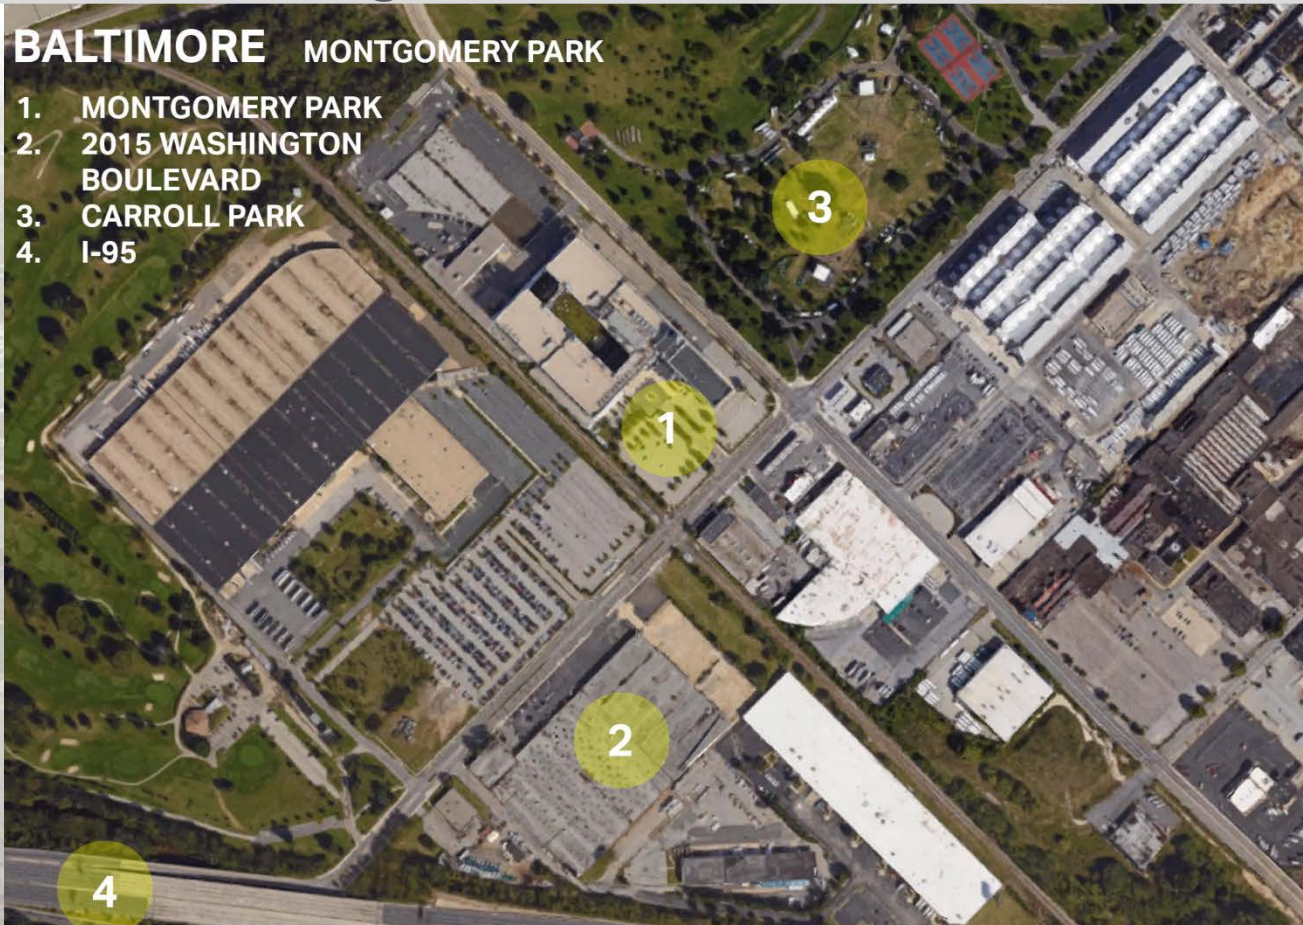 BALTIMORE MONTGOMERY PARK
1. MONTGOMERY PARK
2. 2015 WASHINGTON
BOULEVARD
3. CARROLL PARK
4. I-95
3
1
2
4